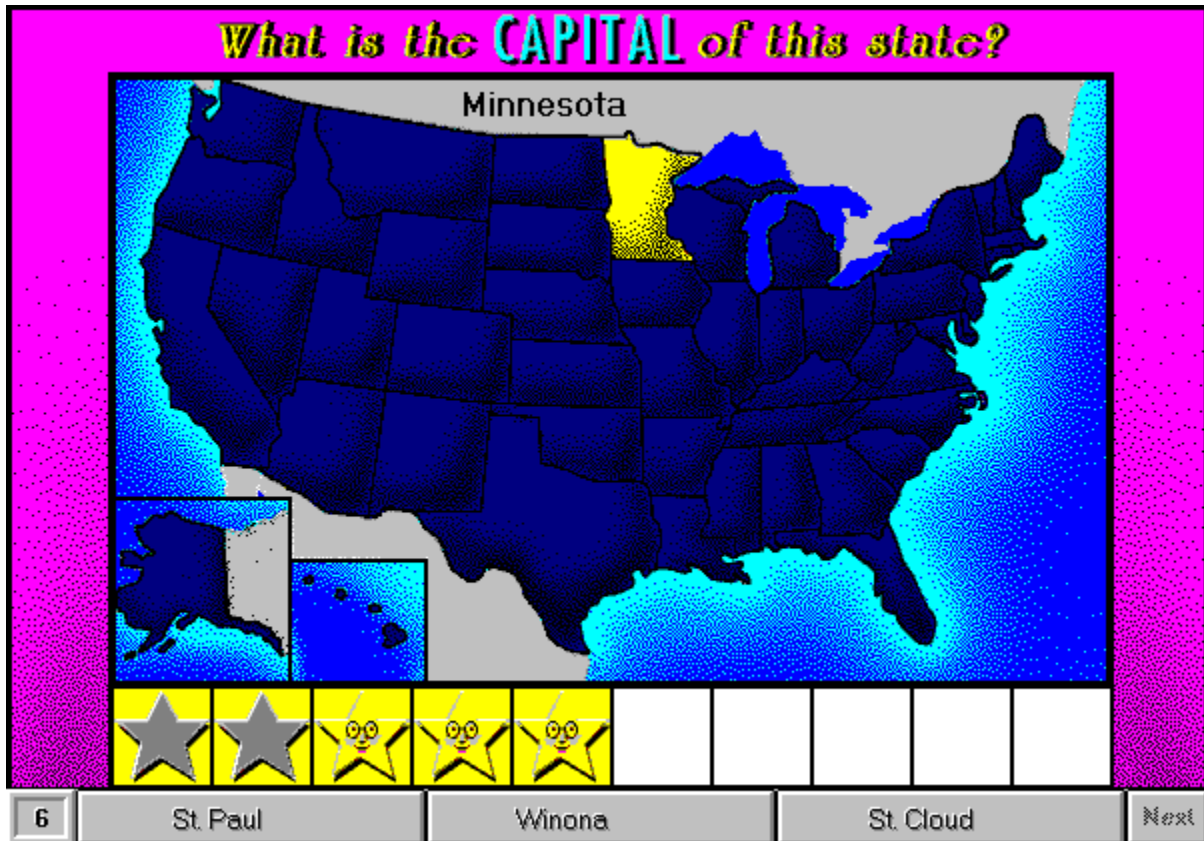 What is the CAPITAL of this state?
Minnesota
6 St. Paul Winona St. Cloud Next